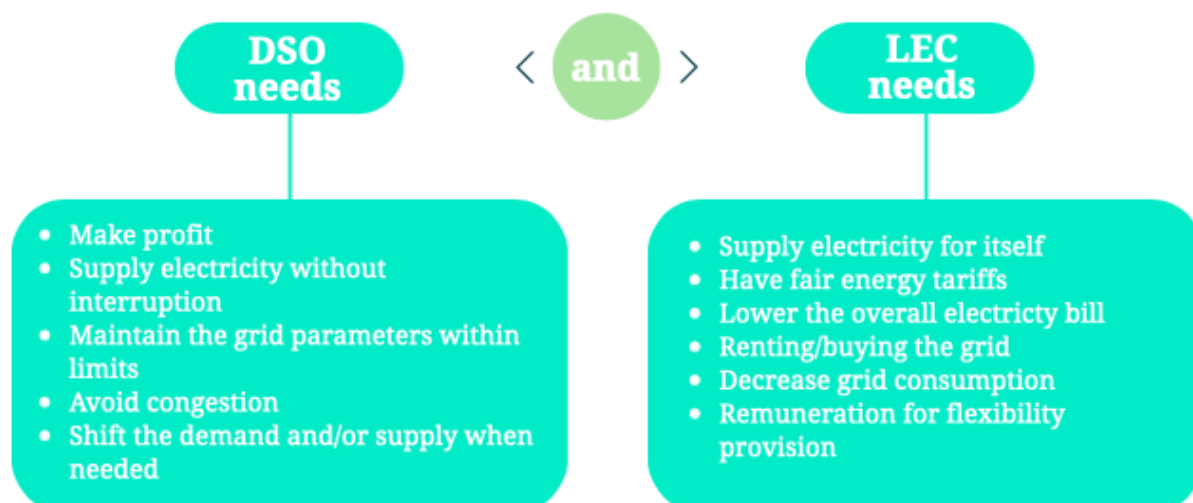 DSO
needs
< and >
LEC
needs
• Make profit
• Supply electricity without
interruption
• Maintain the grid parameters within
limits
• Avoid congestion
• Shift the demand and/or supply when
needed
• Supply electricity for itself
• Have fair energy tariffs
• Lower the overall electricty bill
• Renting/buying the grid
• Decrease grid consumption
• Remuneration for flexibility
provision